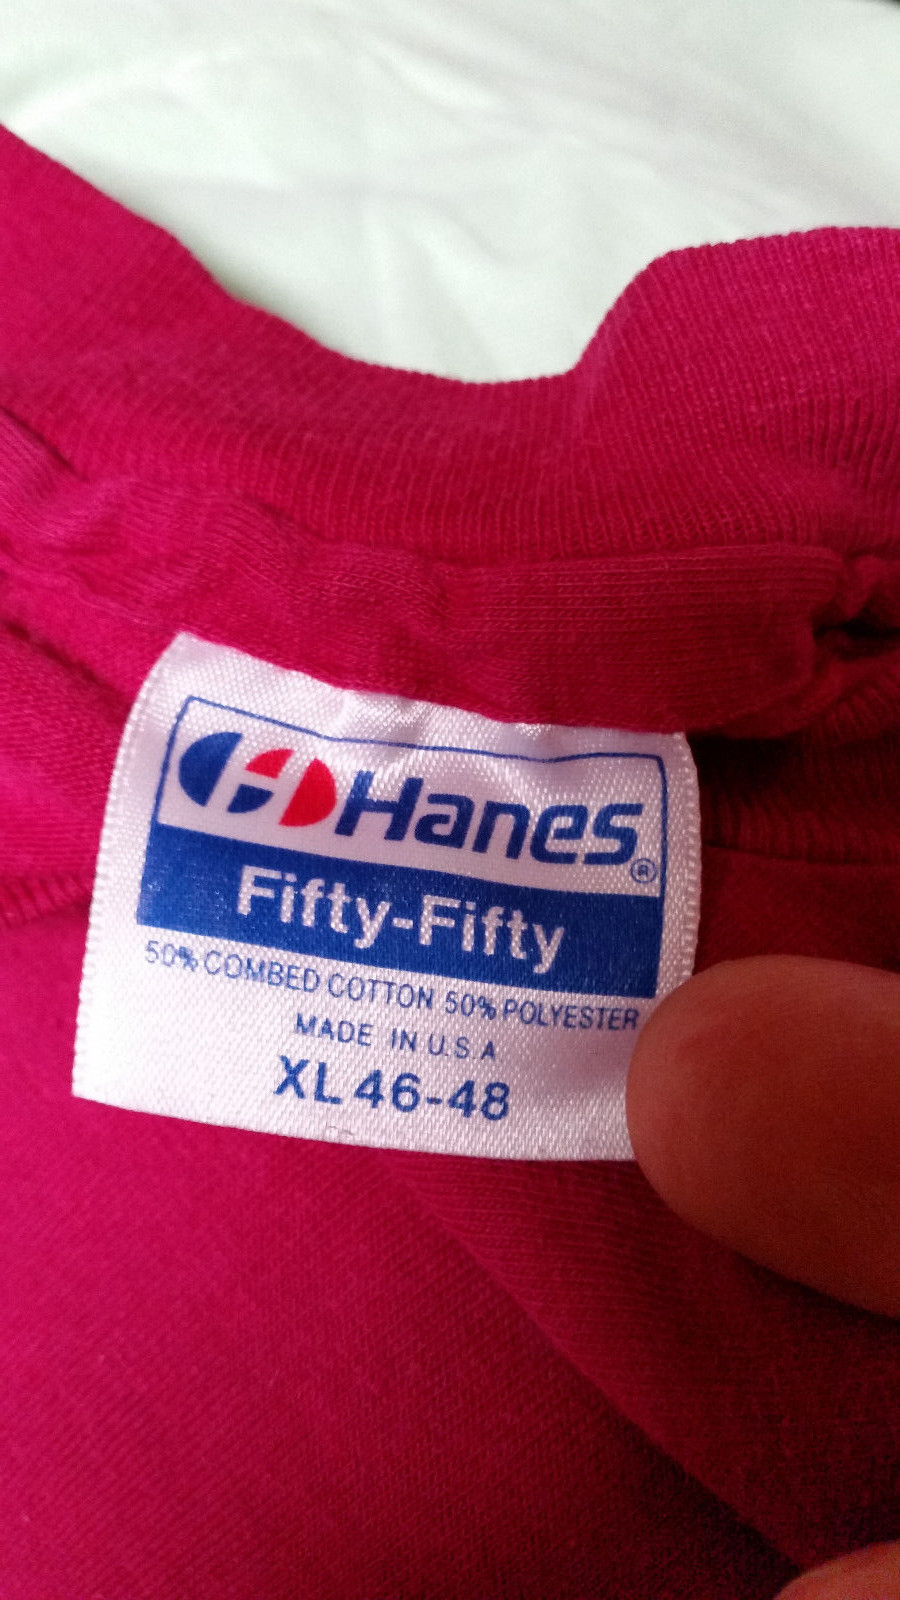 Hanes®
Fifty-Fifty
50% COMBED COTTON 50% POLYESTER
MADE IN U.S.A
XL 46-48